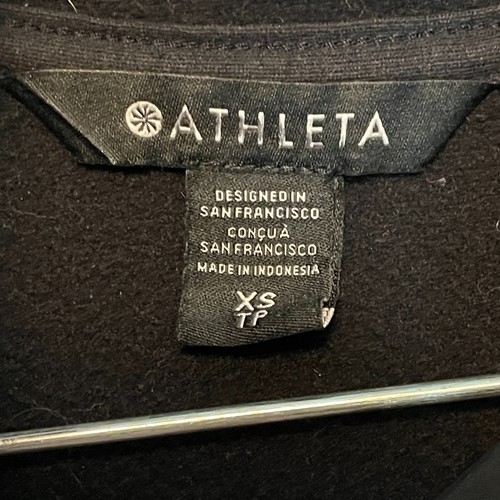 ATHLETA
DESIGNED IN
SAN FRANCISCO
CONÇU À
SAN FRANCISCO
MADE IN INDONESIA
XS
TP